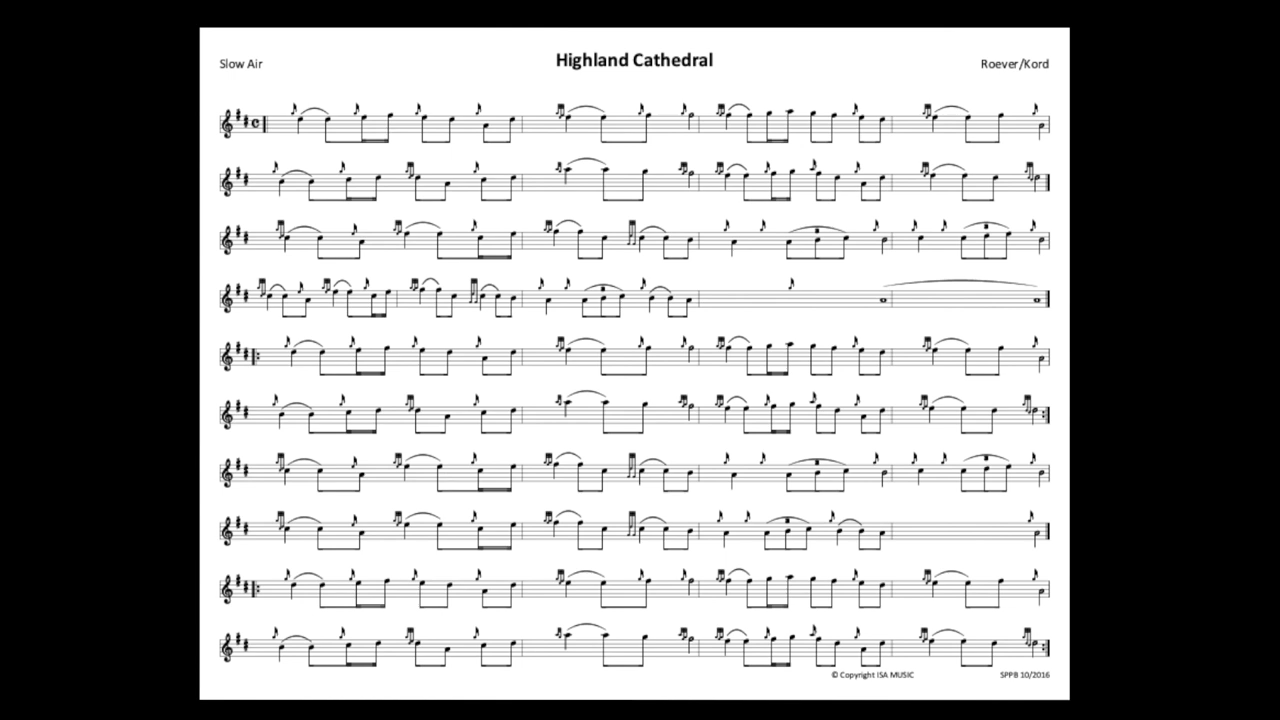 Highland Cathedral
Slow Air
Roever/Kord
© Copyright ISA MUSIC
SPPB 10/2016